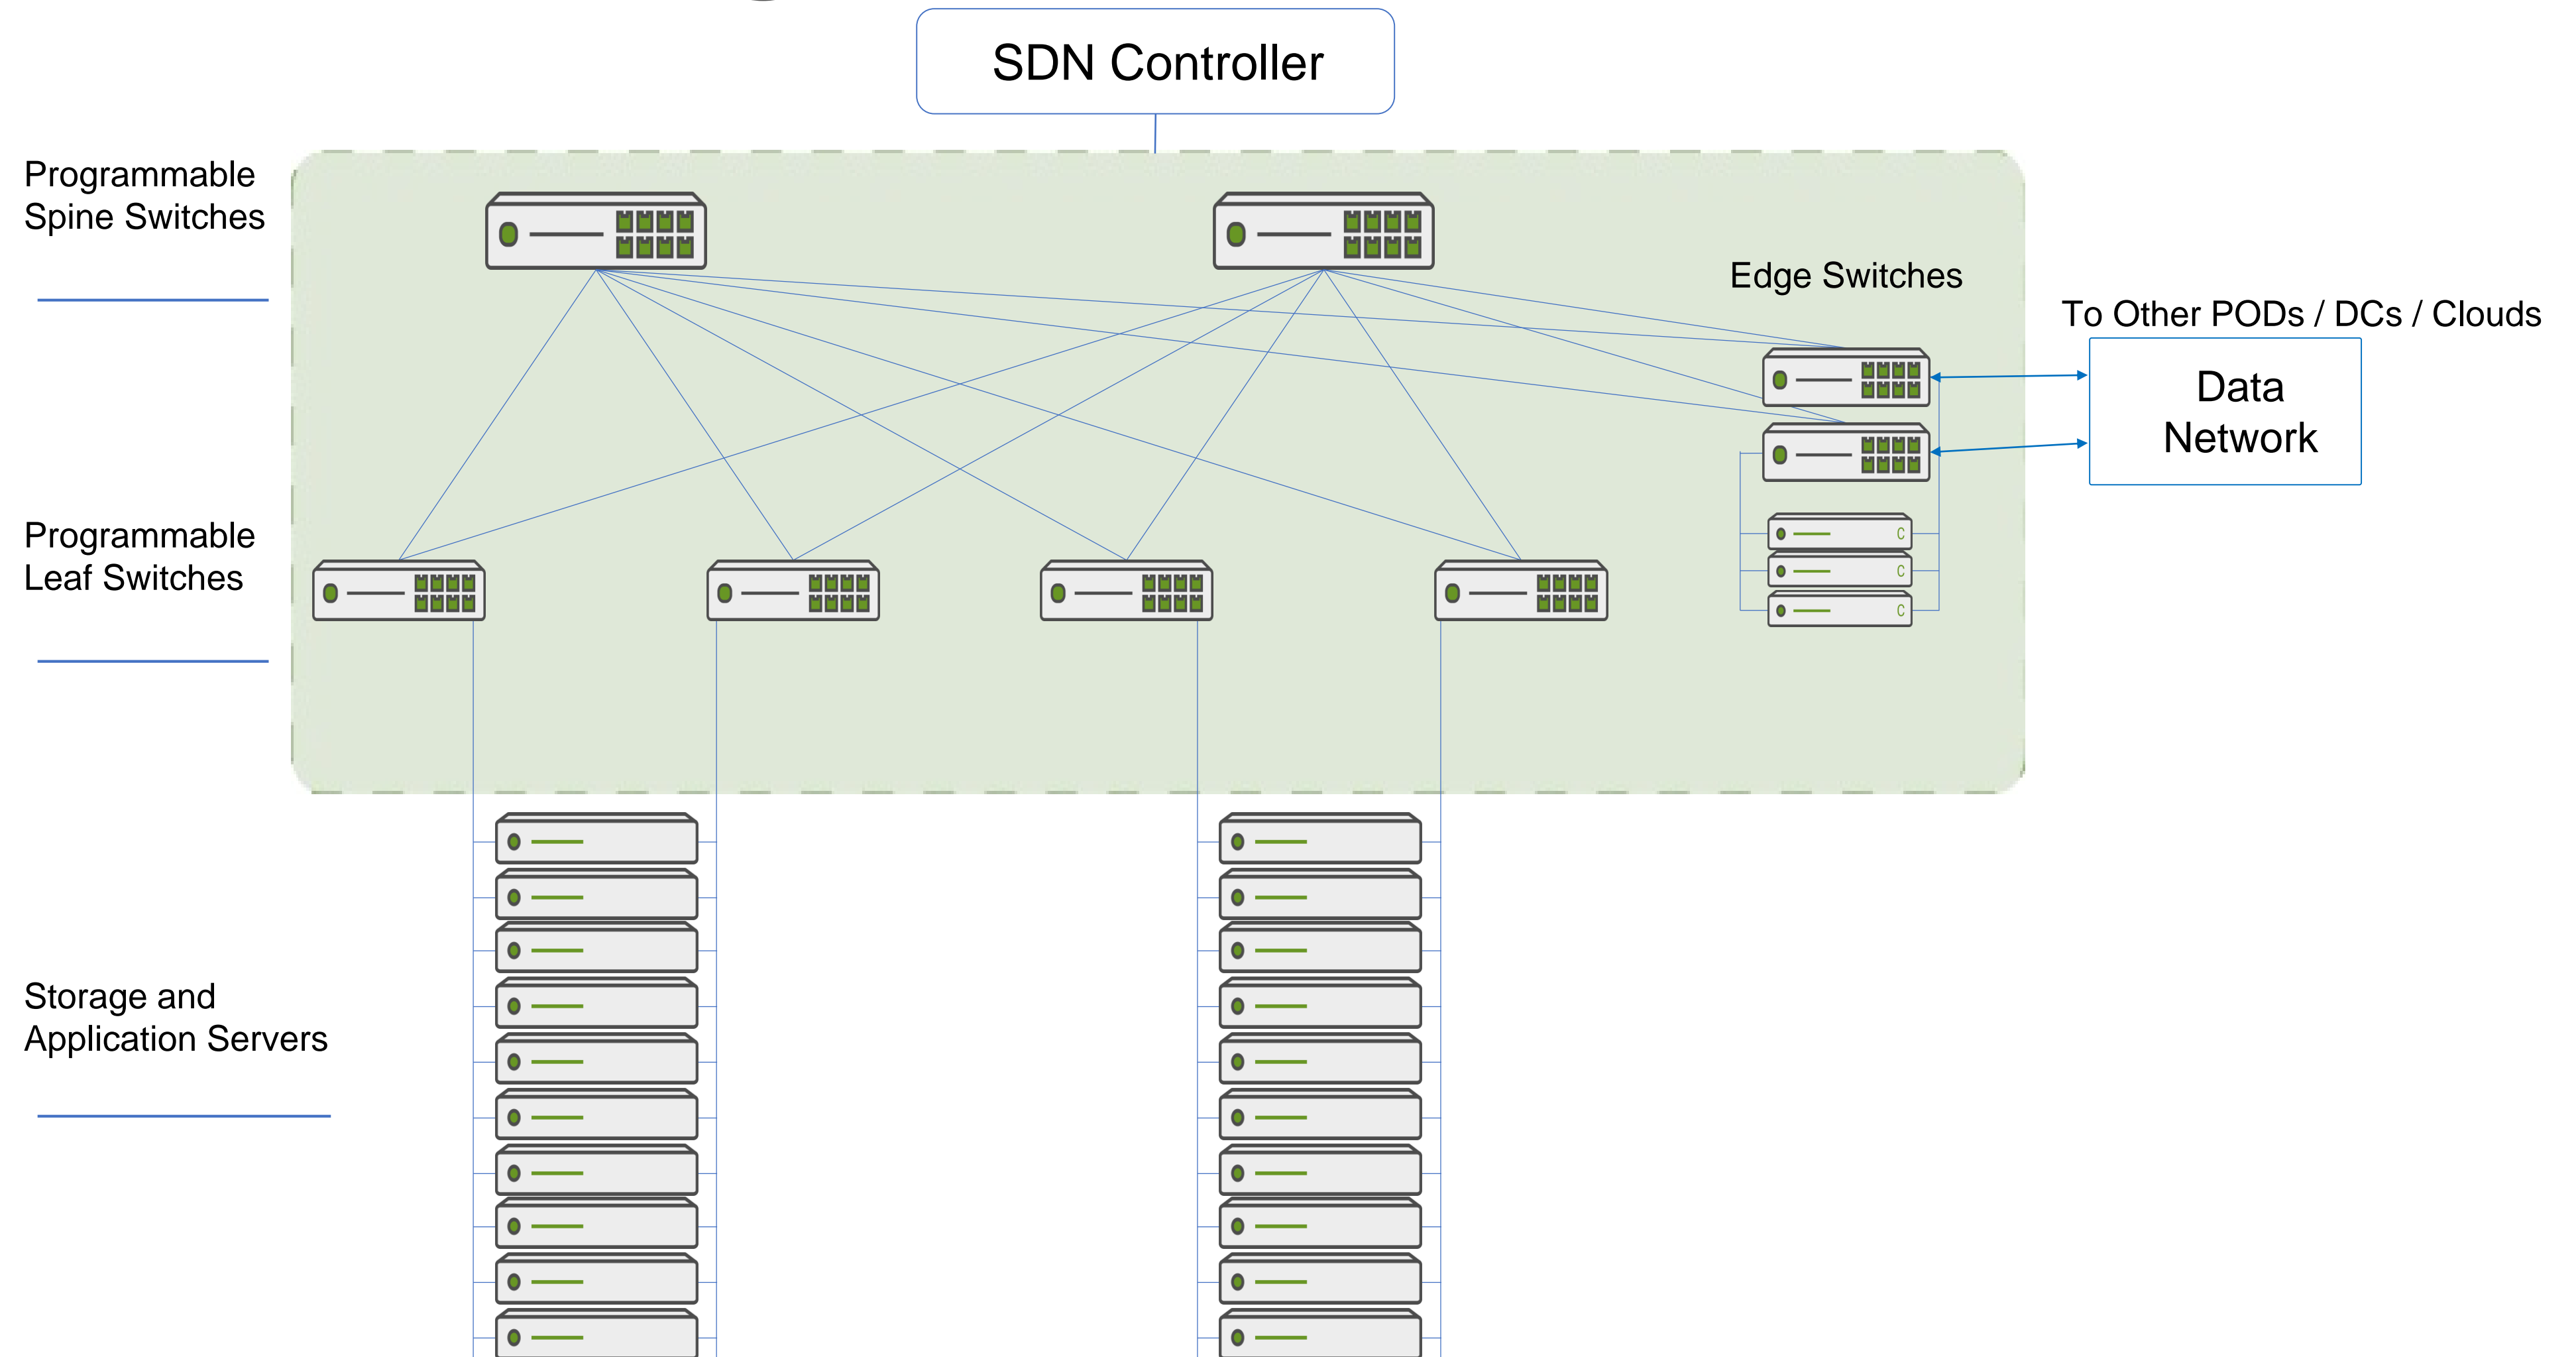 SDN Controller
Programmable
Spine Switches
Edge Switches
To Other PODs / DCs / Clouds
Data
Network
Programmable
Leaf Switches
C
C
C
Storage and
Application Servers